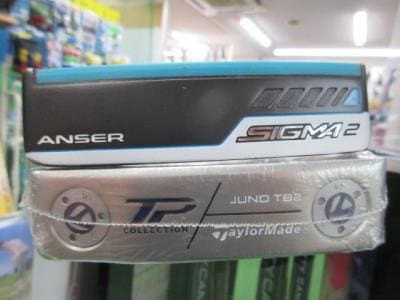 ANSER SIGMA 2
TP JUNO TB2
COLLECTION TaylorMade